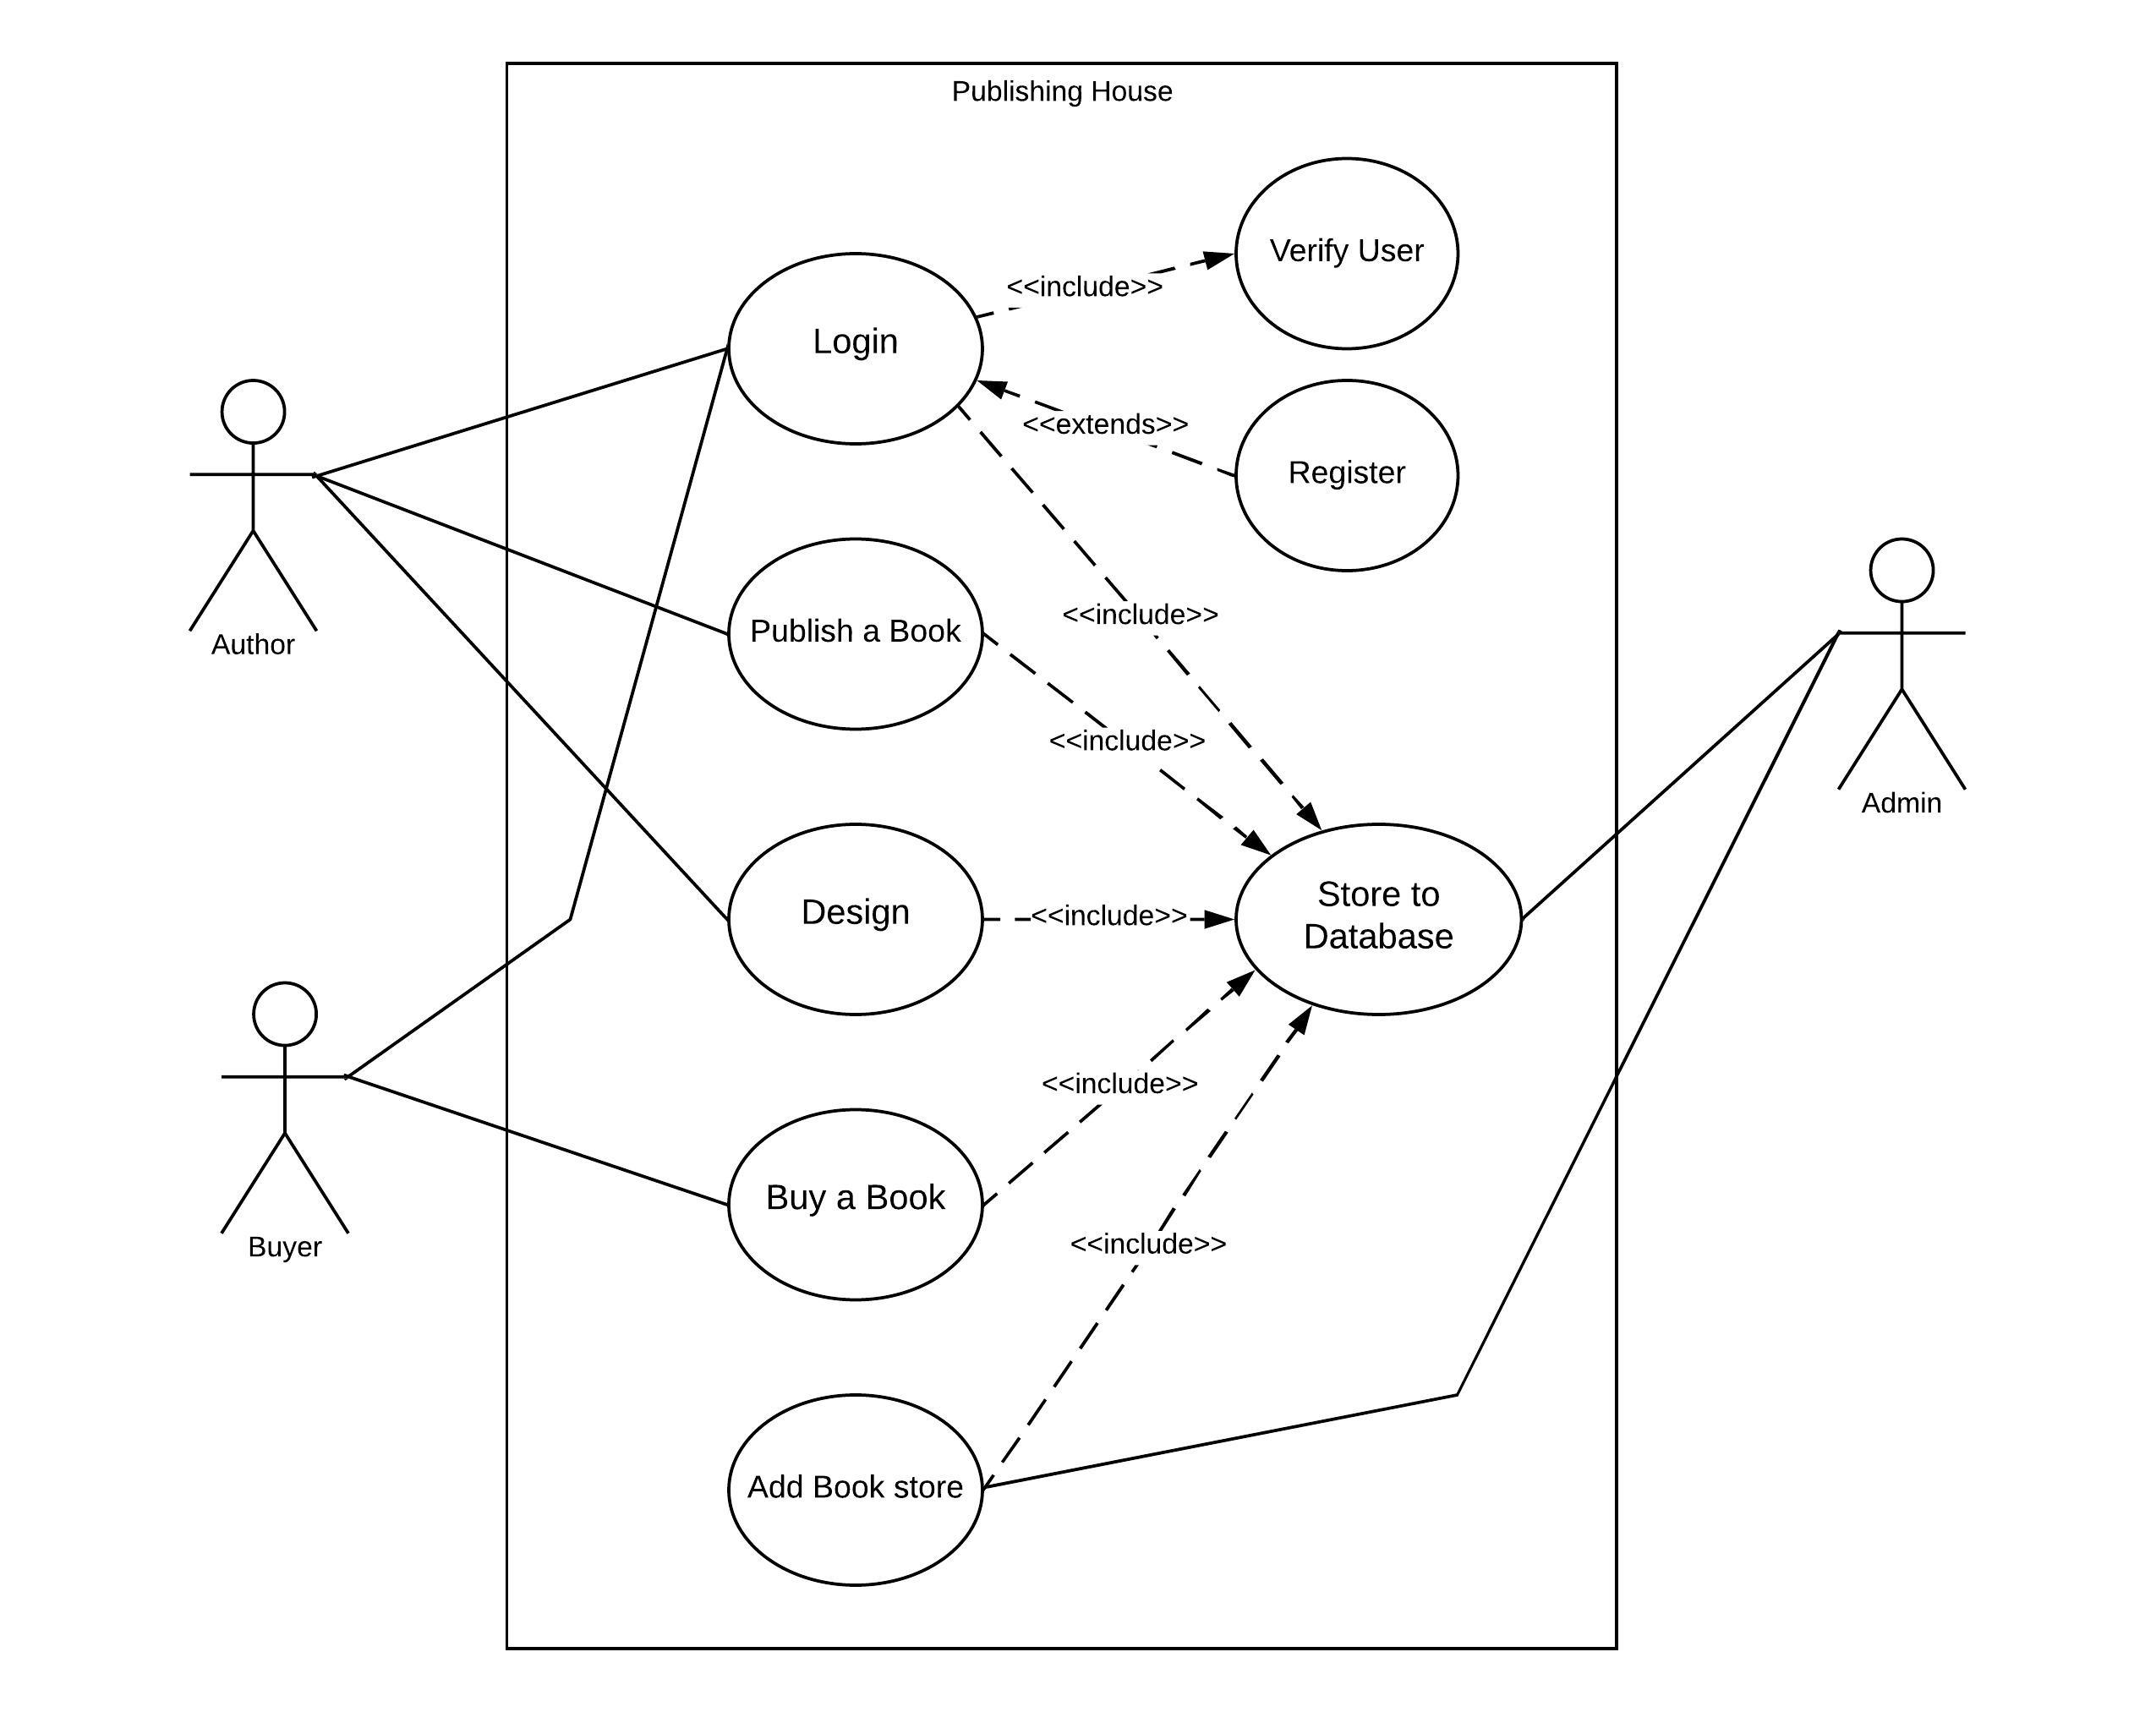 Publishing House
Verify User
<<include>>
Login
<<extends>>
Register
<<include>>
Publish a Book
Author
<<include>>
Admin
Design
<<include>>
Store to
Database
<<include>>
Buy a Book
Buyer
<<include>>
Add Book store